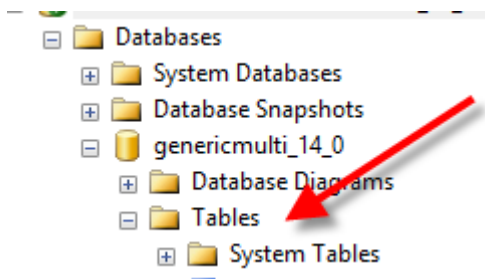 Databases
System Databases
Database Snapshots
genericmulti_14_0
Database Diagrams
Tables
System Tables